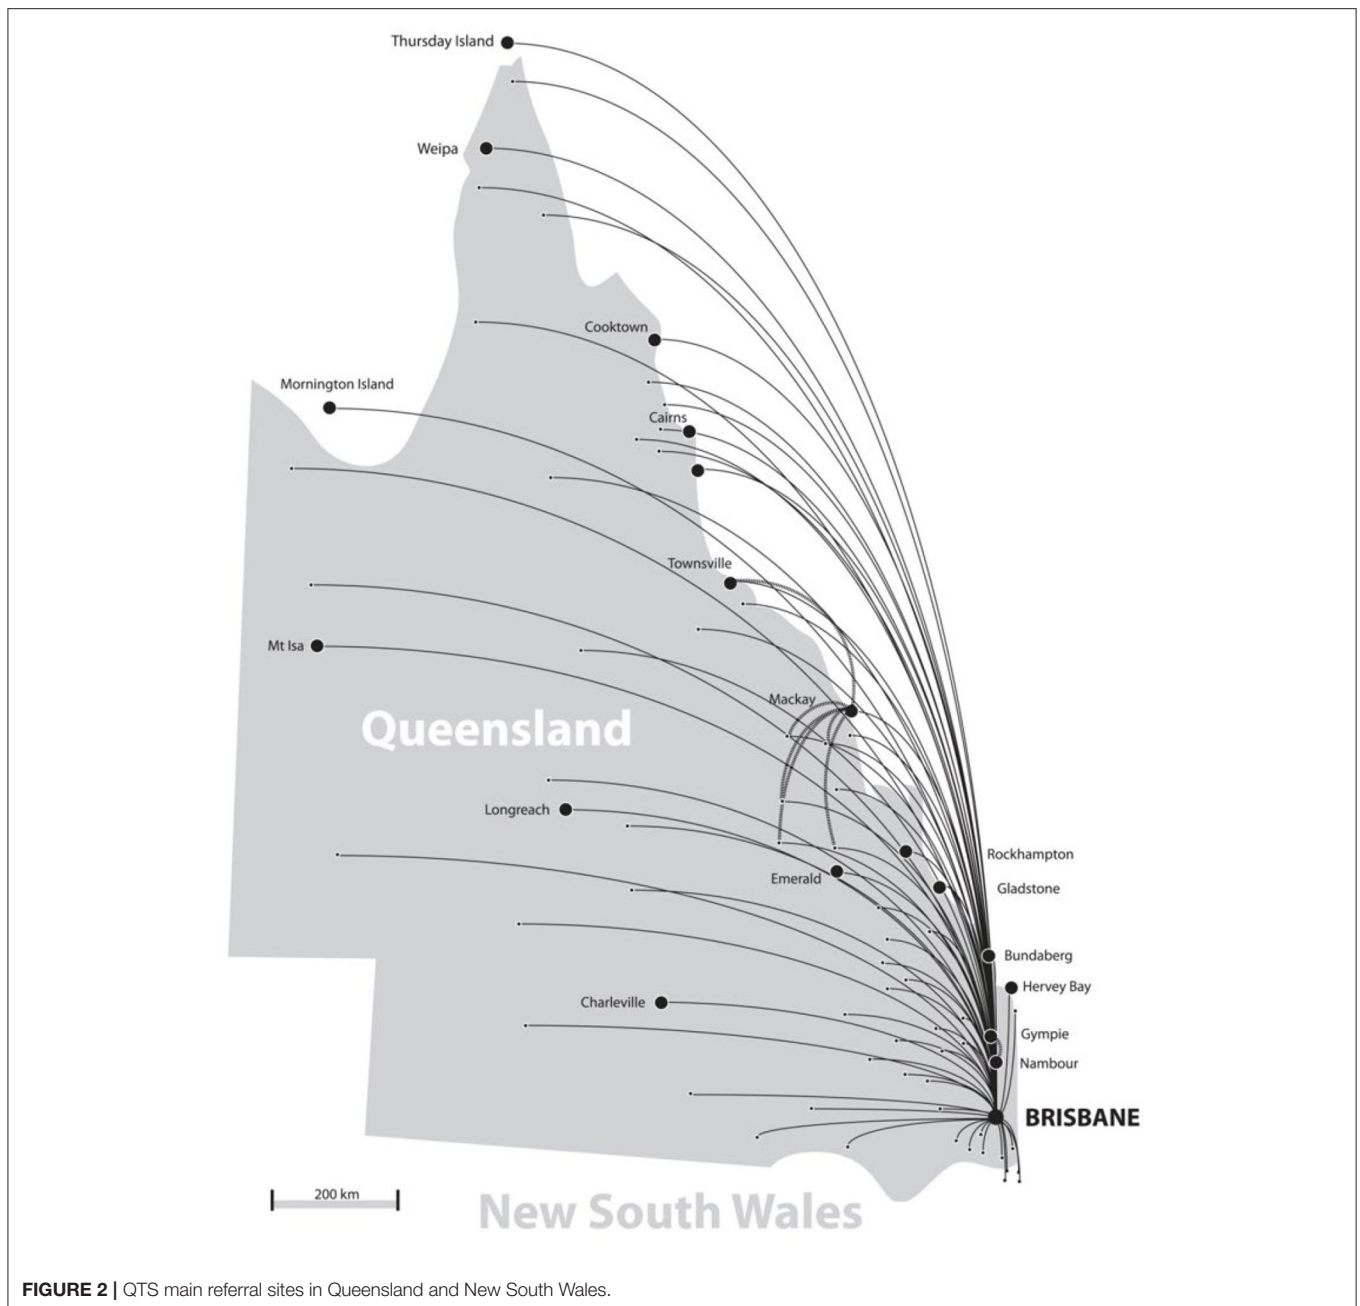 Thursday Island
Weipa
Cooktown
Mornington Island
Cairns
Townsville
Mt Isa
Mackay
Queensland
Longreach
Rockhampton
Emerald
Gladstone
Bundaberg
Hervey Bay
Charleville
Gympie
Nambour
BRISBANE
200 km
New South Wales
FIGURE 2 | QTS main referral sites in Queensland and New South Wales.